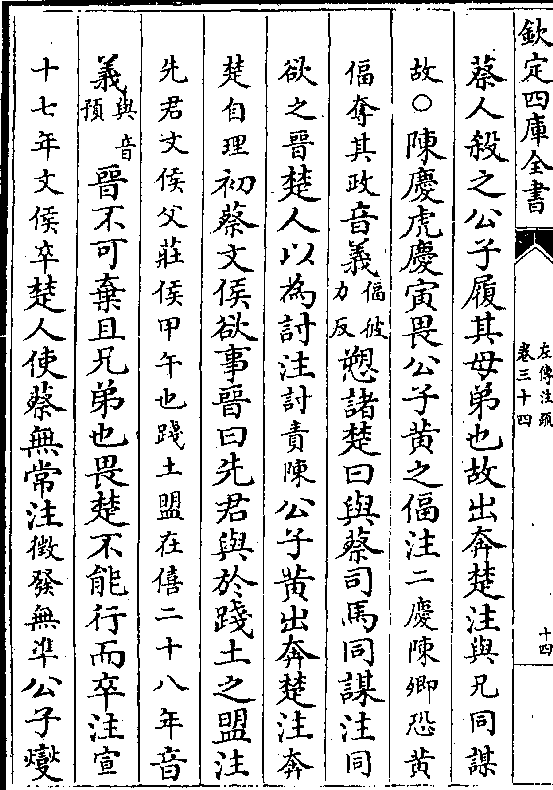 欽定四庫全書
左傳注疏
卷三十四
十四
蔡人殺之公子履其母弟也故出奔楚注與兄同謀
故○陳慶虎慶寅畏公子黃之偪注二慶陳卿恐黃
偪奪其政音義偪彼力反愬諸楚曰與蔡司馬同謀注同
欲之晉楚人以為討注討責陳公子黃出奔楚注奔
楚自理初蔡文侯欲事晉曰先君與於踐土之盟注
先君文侯父莊侯甲午也踐土盟在僖二十八年音
義與音預晉不可棄且兄弟也畏楚不能行而卒注宣
十七年文侯卒楚人使蔡無常注徵發無準公子燮